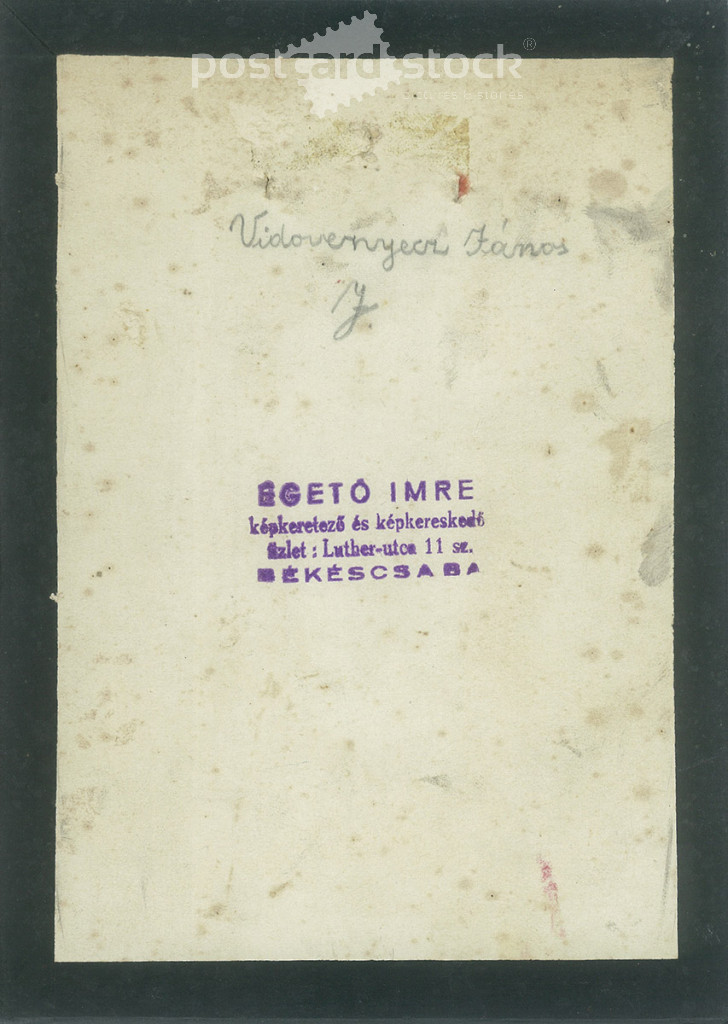 postcard stock ®
Vidovenyecz János
J
ÉGETŐ IMRE
képkeretező és képkereskedő
üzlet : Luther-utca 11 sz.
BÉKÉSCSABA